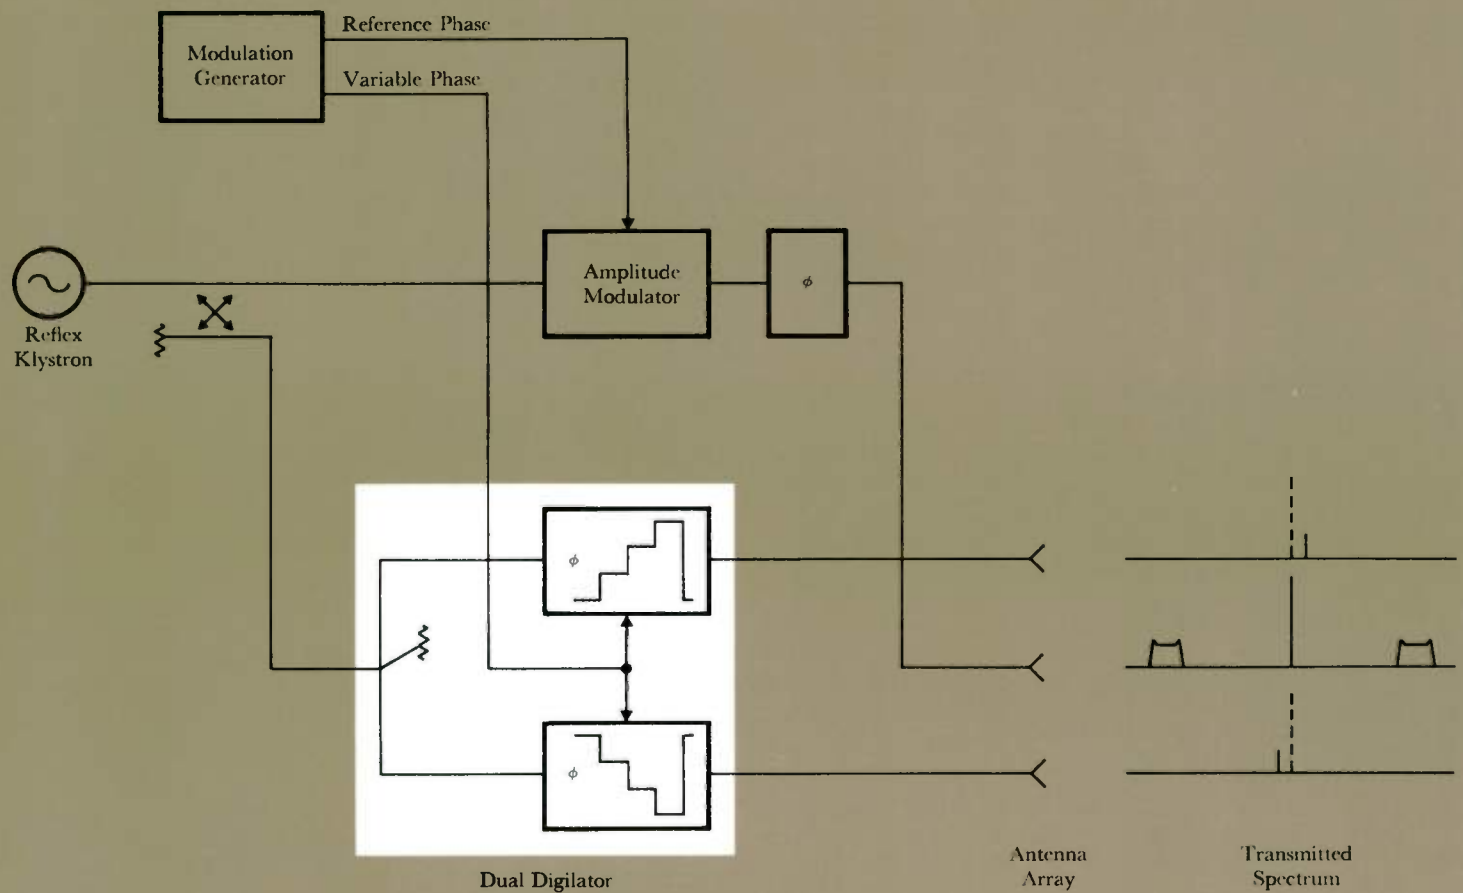 Reference Phase
Modulation
Generator
Variable Phase
Amplitude
Modulator
ϕ
Reflex
Klystron
ϕ
ϕ
Antenna
Array
Transmitted
Spectrum
Dual Digilator